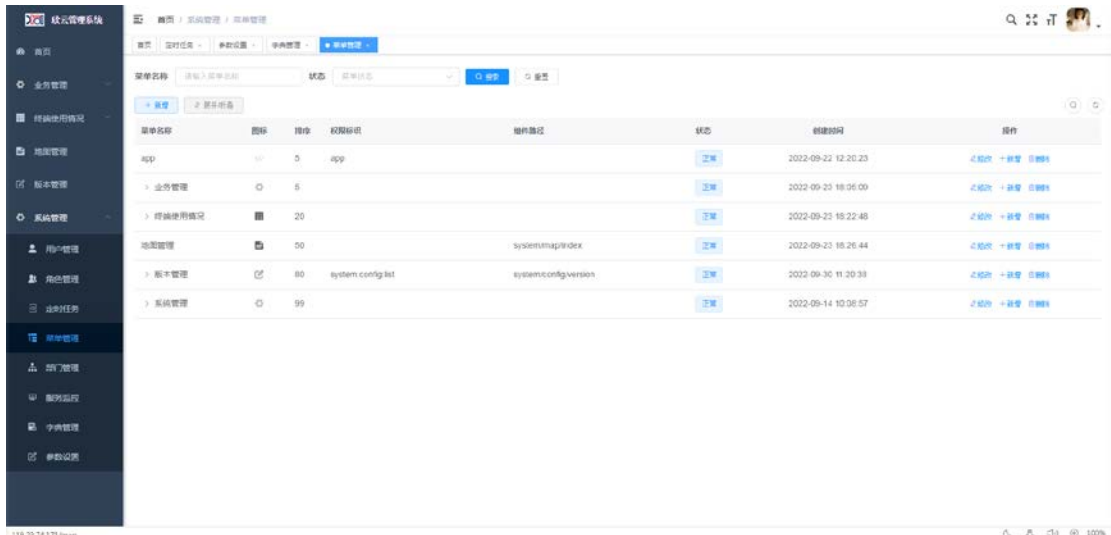 欣云管理系统
首页
业务管理
终端使用情况
地图管理
版本管理
系统管理
用户管理
角色管理
定时任务
菜单管理
部门管理
服务监控
字典管理
参数设置
首页 / 系统管理 / 菜单管理
首页 定时任务 参数设置 字典管理 菜单管理
菜单名称 请输入菜单名称 状态 菜单状态 搜索 重置
+ 新增 展开/折叠
菜单名称 图标 排序 权限标识 组件路径 状态 创建时间 操作
app 5 app 正常 2022-09-22 12:20:23 修改 +新增 删除
业务管理 5 正常 2022-09-23 18:06:09 修改 +新增 删除
终端使用情况 20 正常 2022-09-23 18:22:48 修改 +新增 删除
地图管理 50 system/map/index 正常 2022-09-23 18:26:44 修改 +新增 删除
版本管理 80 system:config:list system/config/version 正常 2022-09-30 11:20:38 修改 +新增 删除
系统管理 99 正常 2022-09-14 10:08:57 修改 +新增 删除
100%